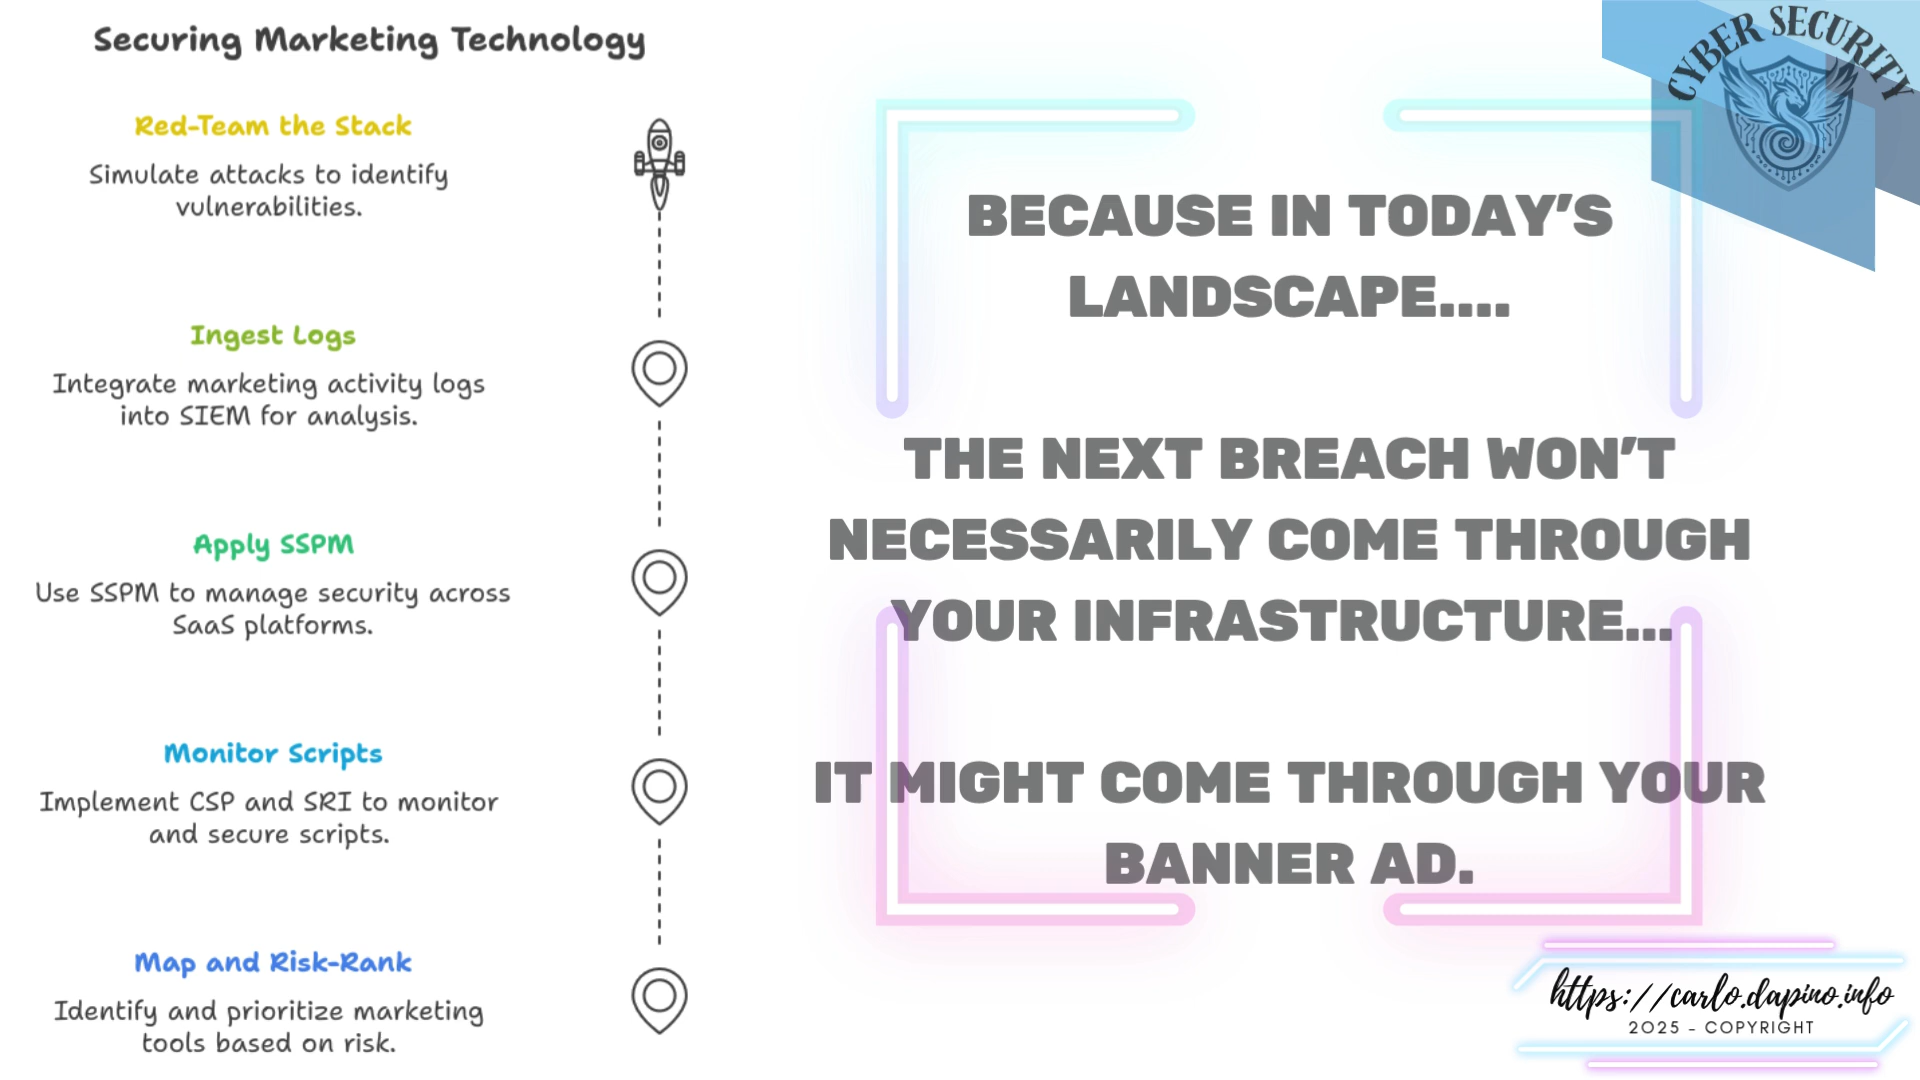 Securing Marketing Technology
Red-Team the Stack
Simulate attacks to identify
vulnerabilities.
Ingest Logs
Integrate marketing activity logs
into SIEM for analysis.
Apply SSPM
Use SSPM to manage security across
SaaS platforms.
Monitor Scripts
Implement CSP and SRI to monitor
and secure scripts.
Map and Risk-Rank
Identify and prioritize marketing
tools based on risk.
BECAUSE IN TODAY'S
LANDSCAPE....
THE NEXT BREACH WON'T
NECESSARILY COME THROUGH
YOUR INFRASTRUCTURE...
IT MIGHT COME THROUGH YOUR
BANNER AD.
CYBER SECURITY
https://carlo.dapino.info
2025 - COPYRIGHT